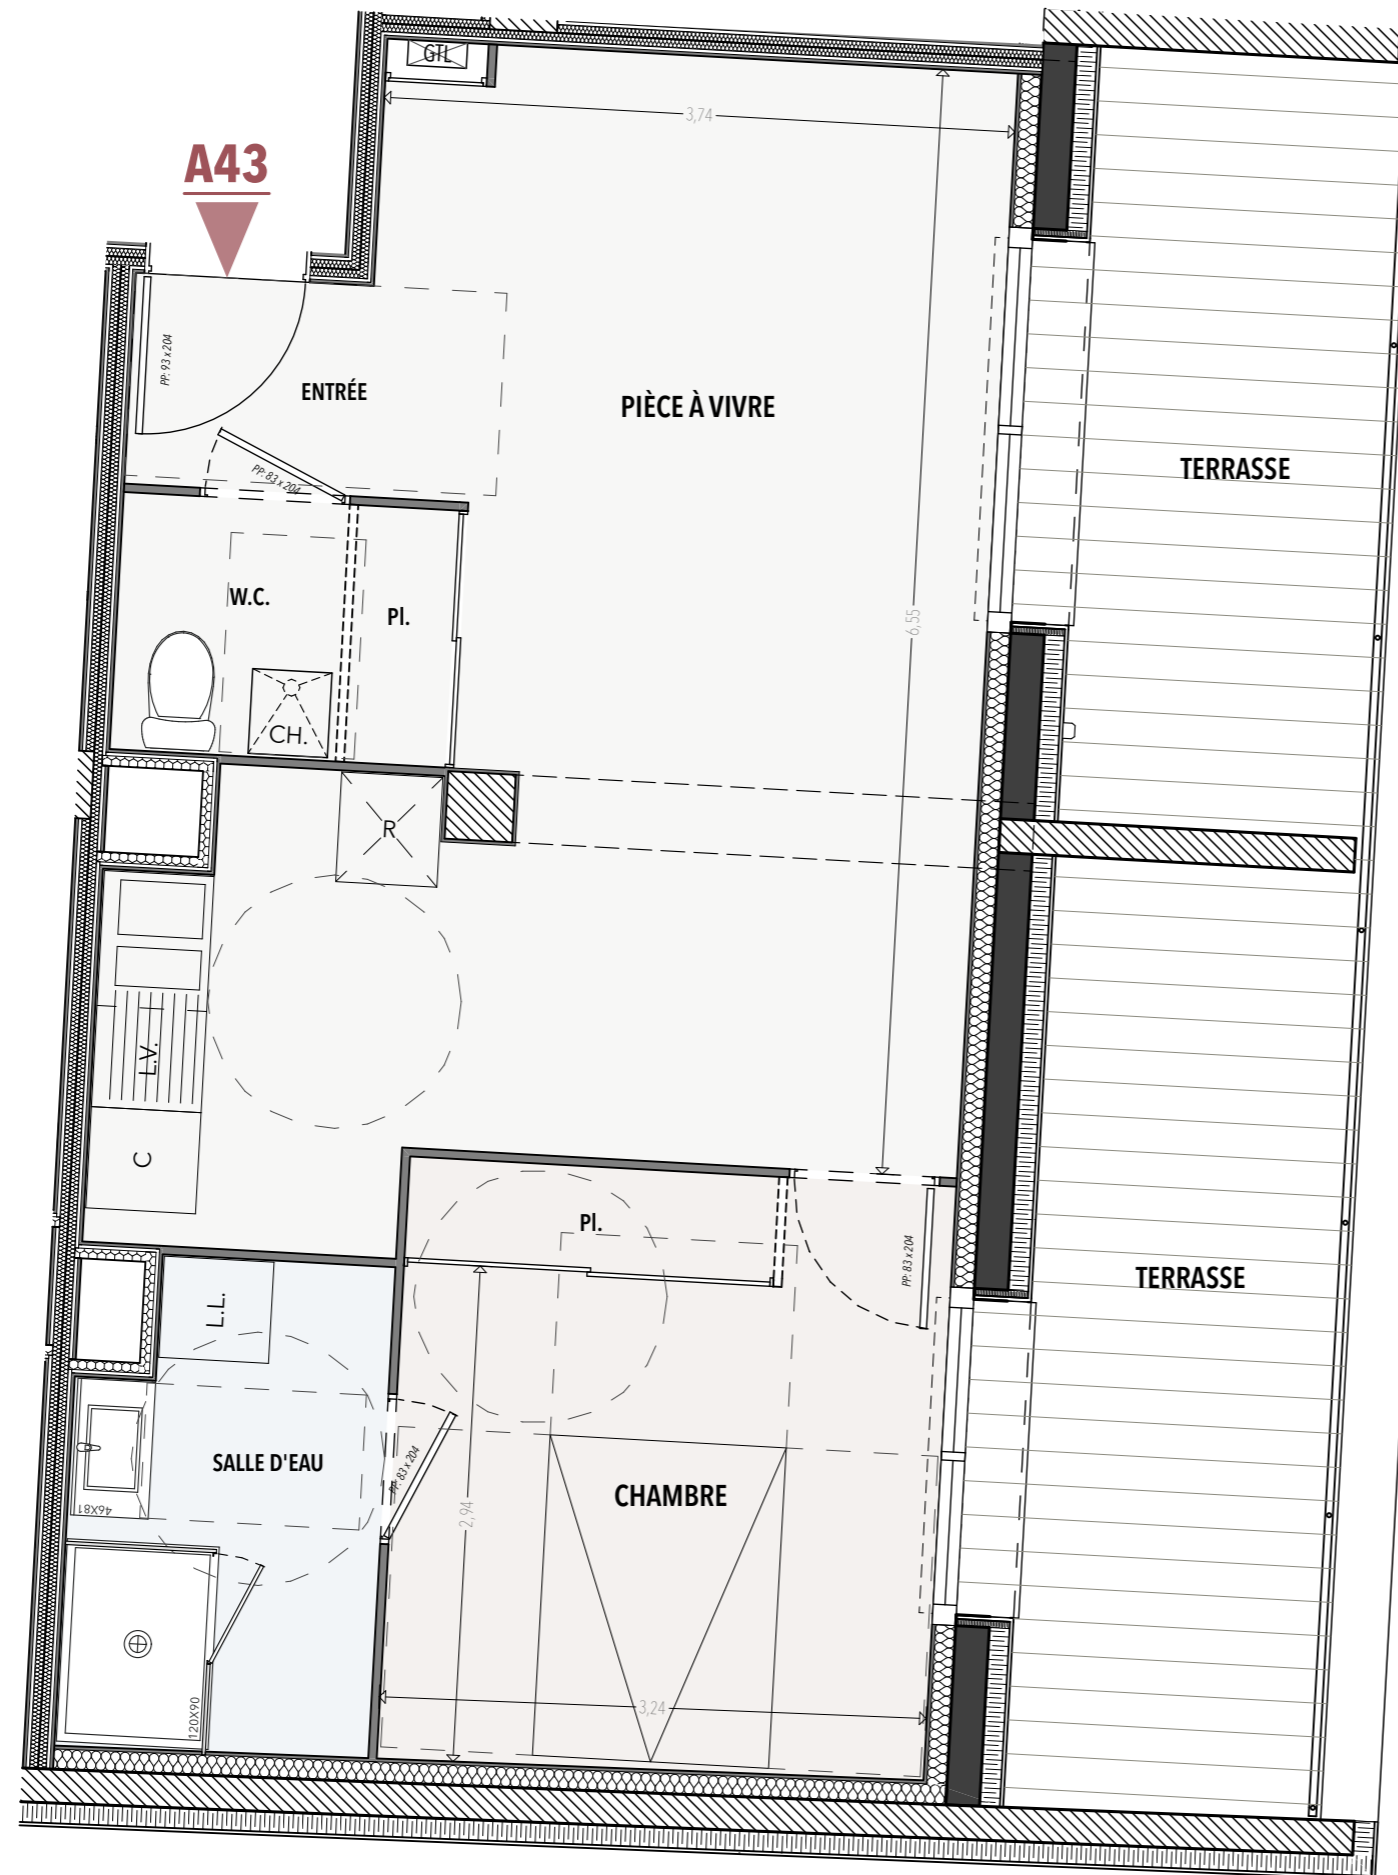 GTL
3,74
A43
PP: 93 x 204
ENTRÉE
PIÈCE À VIVRE
TERRASSE
PP: 83 x 204
W.C.
Pl.
6,55
CH.
R
L.V.
C
Pl.
PP: 83 x 204
TERRASSE
L.L.
SALLE D'EAU
PP: 83 x 204
CHAMBRE
2,94
46X81
3,24
120X90